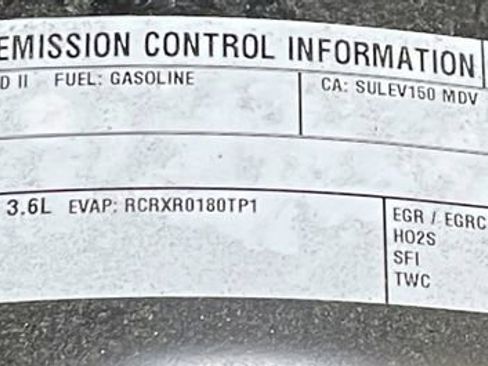 EMISSION CONTROL INFORMATION
D II FUEL: GASOLINE
CA: SULEV150 MDV
3.6L EVAP: RCRXR0180TP1
EGR / EGRC
HO2S
SFI
TWC